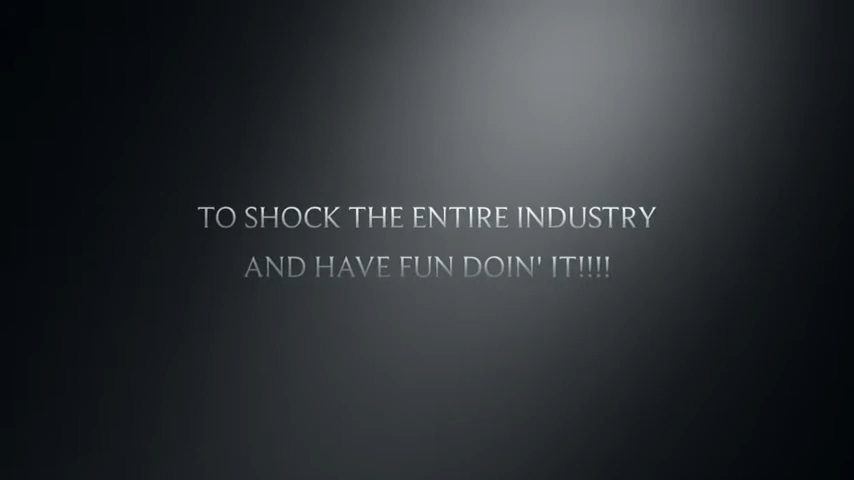 TO SHOCK THE ENTIRE INDUSTRY
AND HAVE FUN DOIN' IT!!!!